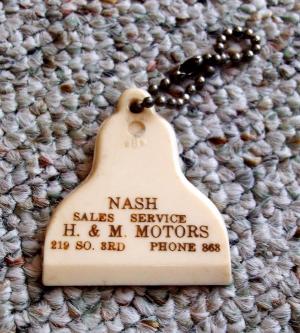 NASH
SALES SERVICE
H. & M. MOTORS
219 SO. 3RD PHONE 863